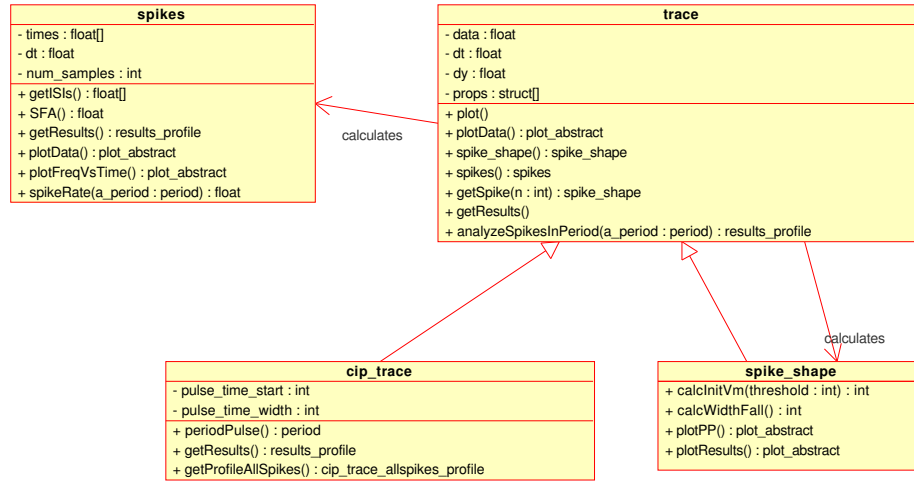 spikes
- times : float[]
- dt : float
- num_samples : int
+ getISIs() : float[]
+ SFA() : float
+ getResults() : results_profile
+ plotData() : plot_abstract
+ plotFreqVsTime() : plot_abstract
+ spikeRate(a_period : period) : float
calculates
trace
- data : float
- dt : float
- dy : float
- props : struct[]
+ plot()
+ plotData() : plot_abstract
+ spike_shape() : spike_shape
+ spikes() : spikes
+ getSpike(n : int) : spike_shape
+ getResults()
+ analyzeSpikesInPeriod(a_period : period) : results_profile
calculates
cip_trace
- pulse_time_start : int
- pulse_time_width : int
+ periodPulse() : period
+ getResults() : results_profile
+ getProfileAllSpikes() : cip_trace_allspikes_profile
spike_shape
+ calcInitVm(threshold : int) : int
+ calcWidthFall() : int
+ plotPP() : plot_abstract
+ plotResults() : plot_abstract